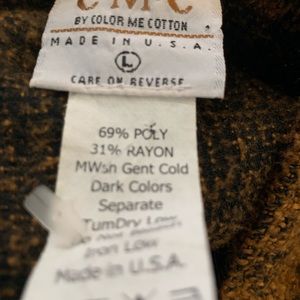 CMC
BY COLOR ME COTTON
MADE IN U.S.A.
L
CARE ON REVERSE
69% POLY
31% RAYON
MWsh Gent Cold
Dark Colors
Separate
TumDry Low
Iron Low
Made in U.S.A.